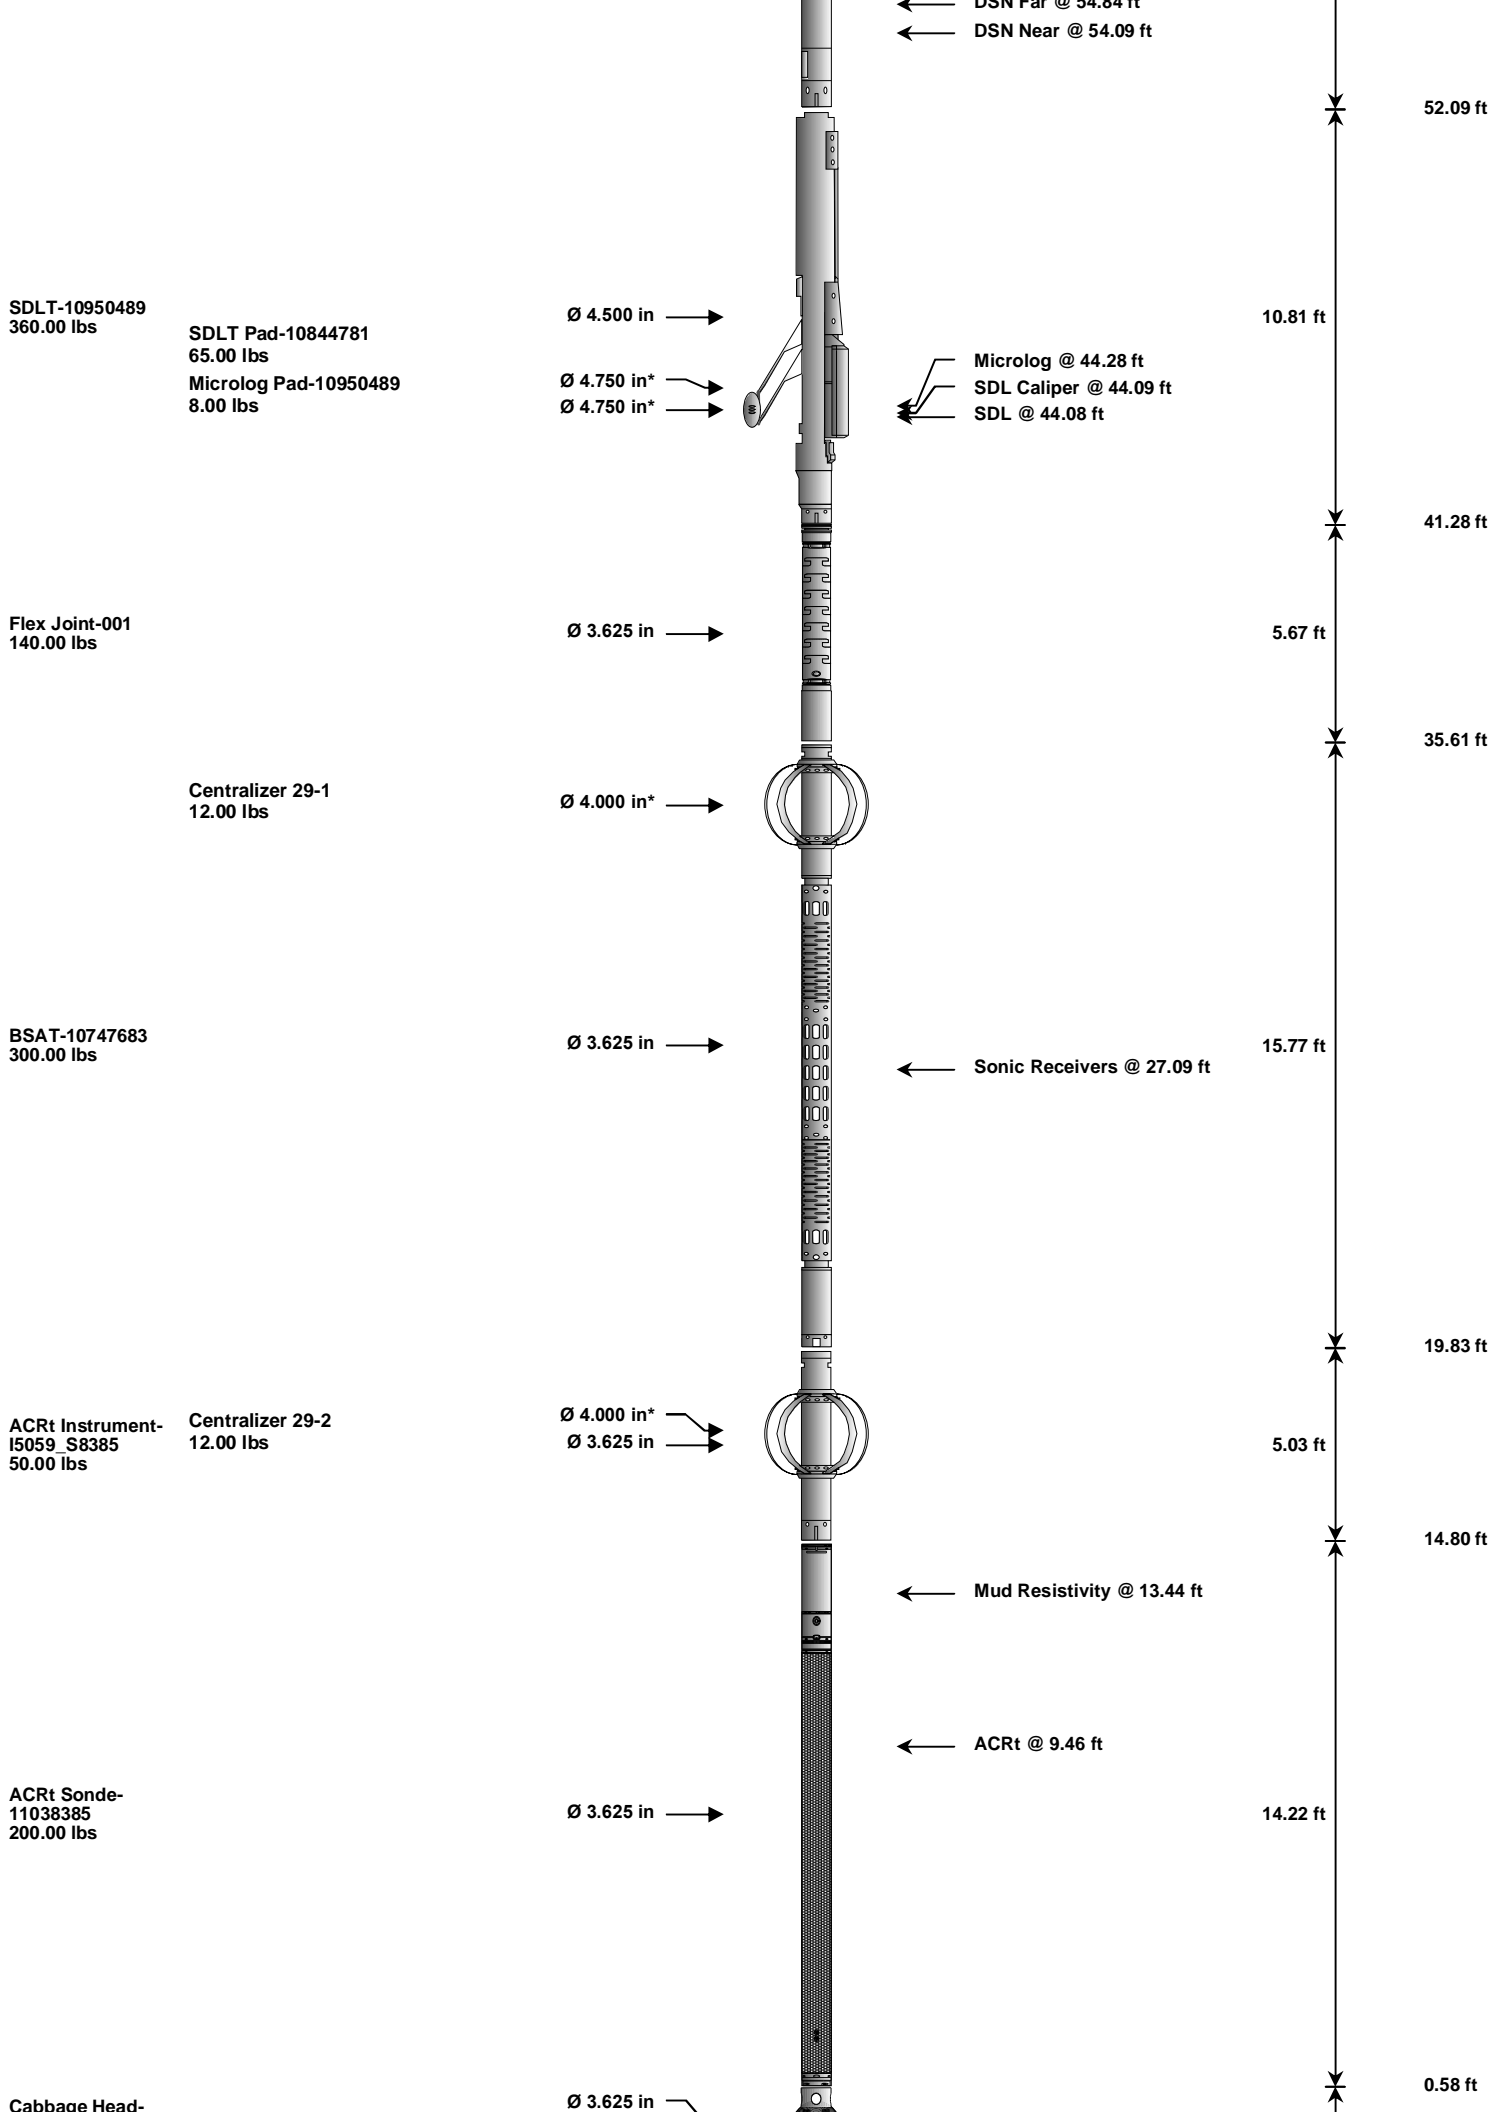 DSN Far @ 54.84 ft
DSN Near @ 54.09 ft
52.09 ft
SDLT-10950489
360.00 lbs
SDLT Pad-10844781
65.00 lbs
Microlog Pad-10950489
8.00 lbs
Ø 4.500 in
Ø 4.750 in*
Ø 4.750 in*
Microlog @ 44.28 ft
SDL Caliper @ 44.09 ft
SDL @ 44.08 ft
10.81 ft
41.28 ft
Flex Joint-001
140.00 lbs
Ø 3.625 in
5.67 ft
35.61 ft
Centralizer 29-1
12.00 lbs
Ø 4.000 in*
BSAT-10747683
300.00 lbs
Ø 3.625 in
Sonic Receivers @ 27.09 ft
15.77 ft
19.83 ft
ACRt Instrument-
I5059_S8385
50.00 lbs
Centralizer 29-2
12.00 lbs
Ø 4.000 in*
Ø 3.625 in
5.03 ft
14.80 ft
Mud Resistivity @ 13.44 ft
ACRt @ 9.46 ft
ACRt Sonde-
11038385
200.00 lbs
Ø 3.625 in
14.22 ft
0.58 ft
Cabbage Head-
Ø 3.625 in